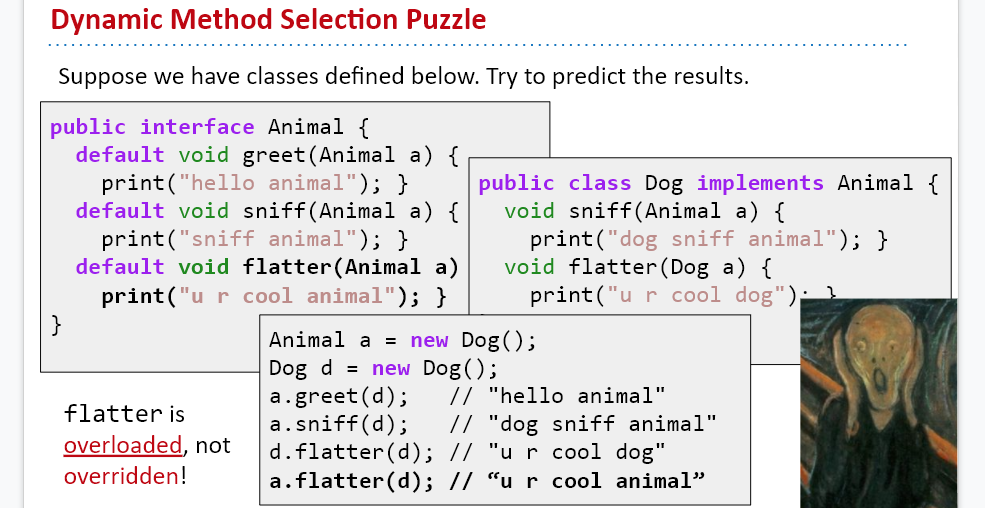 Dynamic Method Selection Puzzle
Suppose we have classes defined below. Try to predict the results.
public interface Animal {
default void greet(Animal a) {
print("hello animal"); }
default void sniff(Animal a) {
print("sniff animal"); }
default void flatter(Animal a)
print("u r cool animal"); }
}
public class Dog implements Animal {
void sniff(Animal a) {
print("dog sniff animal"); }
void flatter(Dog a) {
print("u r cool dog"); }
Animal a = new Dog();
Dog d = new Dog();
a.greet(d); // "hello animal"
a.sniff(d); // "dog sniff animal"
d.flatter(d); // "u r cool dog"
a.flatter(d); // “u r cool animal”
flatter is
overloaded, not
overridden!